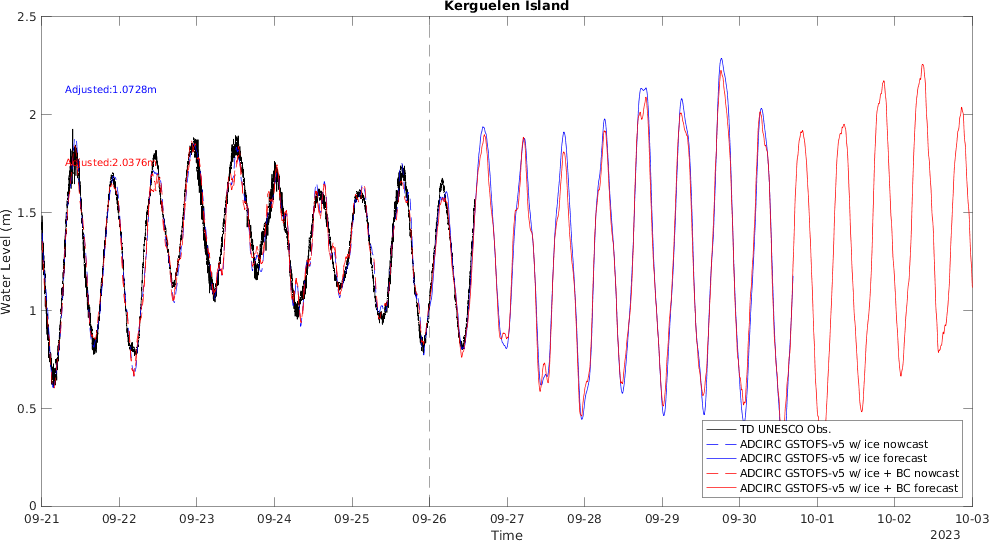 Kerguelen Island
2.5
Adjusted:1.0728m
2
Adjusted:2.0376m
1.5
Water Level (m)
1
0.5
TD UNESCO Obs.
ADCIRC GSTOFS-v5 w/ ice nowcast
ADCIRC GSTOFS-v5 w/ ice forecast
ADCIRC GSTOFS-v5 w/ ice + BC nowcast
ADCIRC GSTOFS-v5 w/ ice + BC forecast
0
09-21 09-22 09-23 09-24 09-25 09-26 09-27 09-28 09-29 09-30 10-01 10-02 10-03
Time 2023